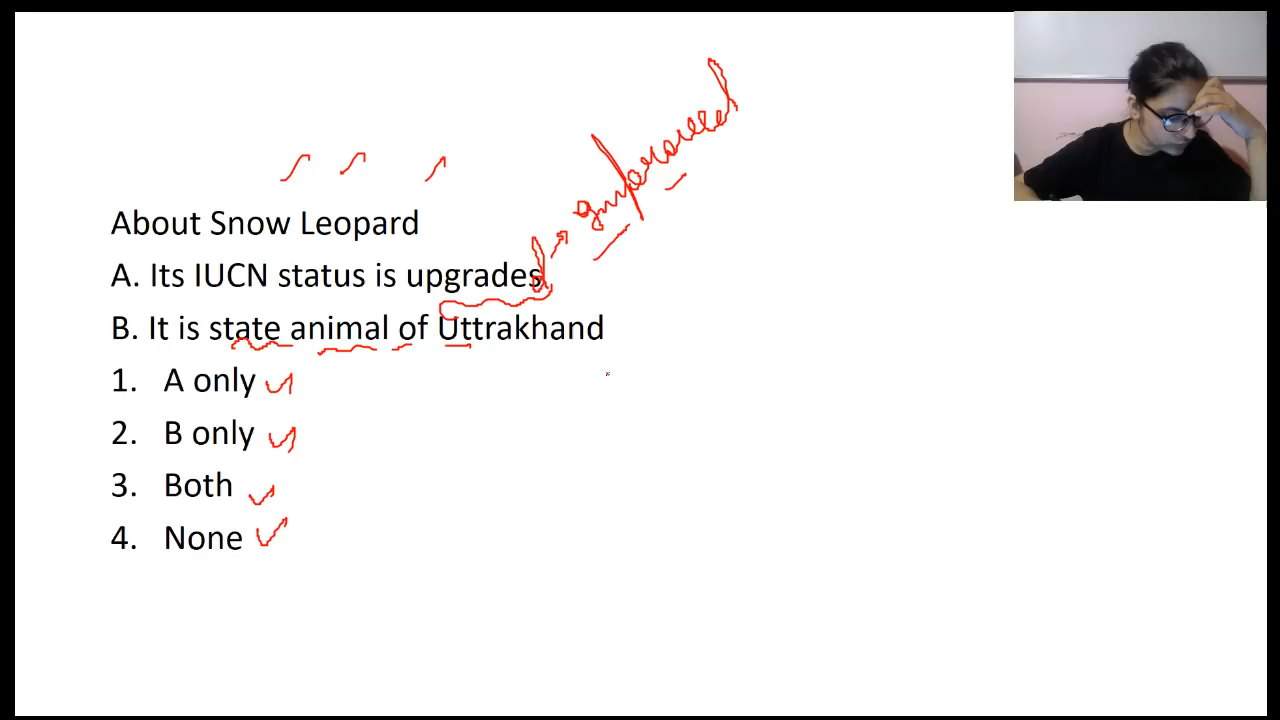 improved
About Snow Leopard
A. Its IUCN status is upgrades d
B. It is state animal of Uttrakhand
1. A only
2. B only
3. Both
4. None